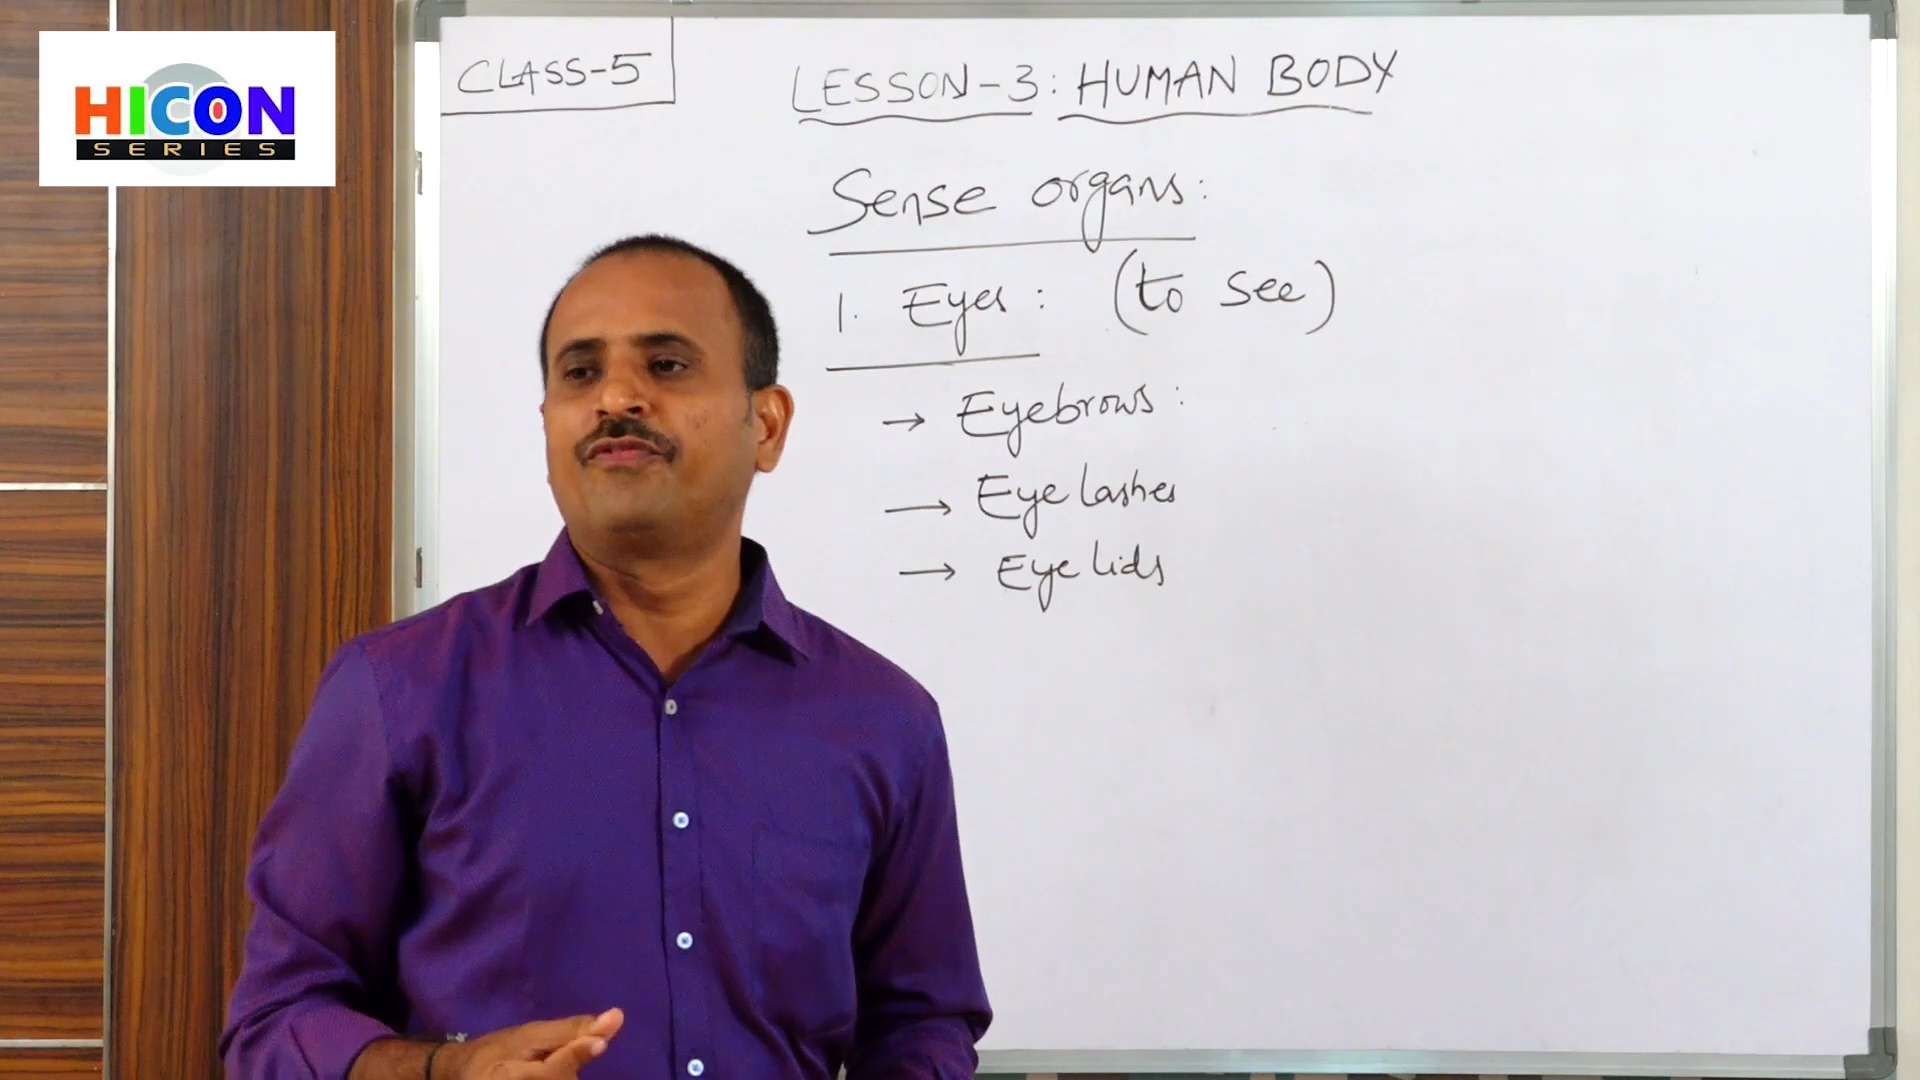 HICON
SERIES
CLASS-5
LESSON-3: HUMAN BODY
Sense organs:
1. Eyes: (to see)
→ Eyebrows:
→ Eye lashes
→ Eye lids